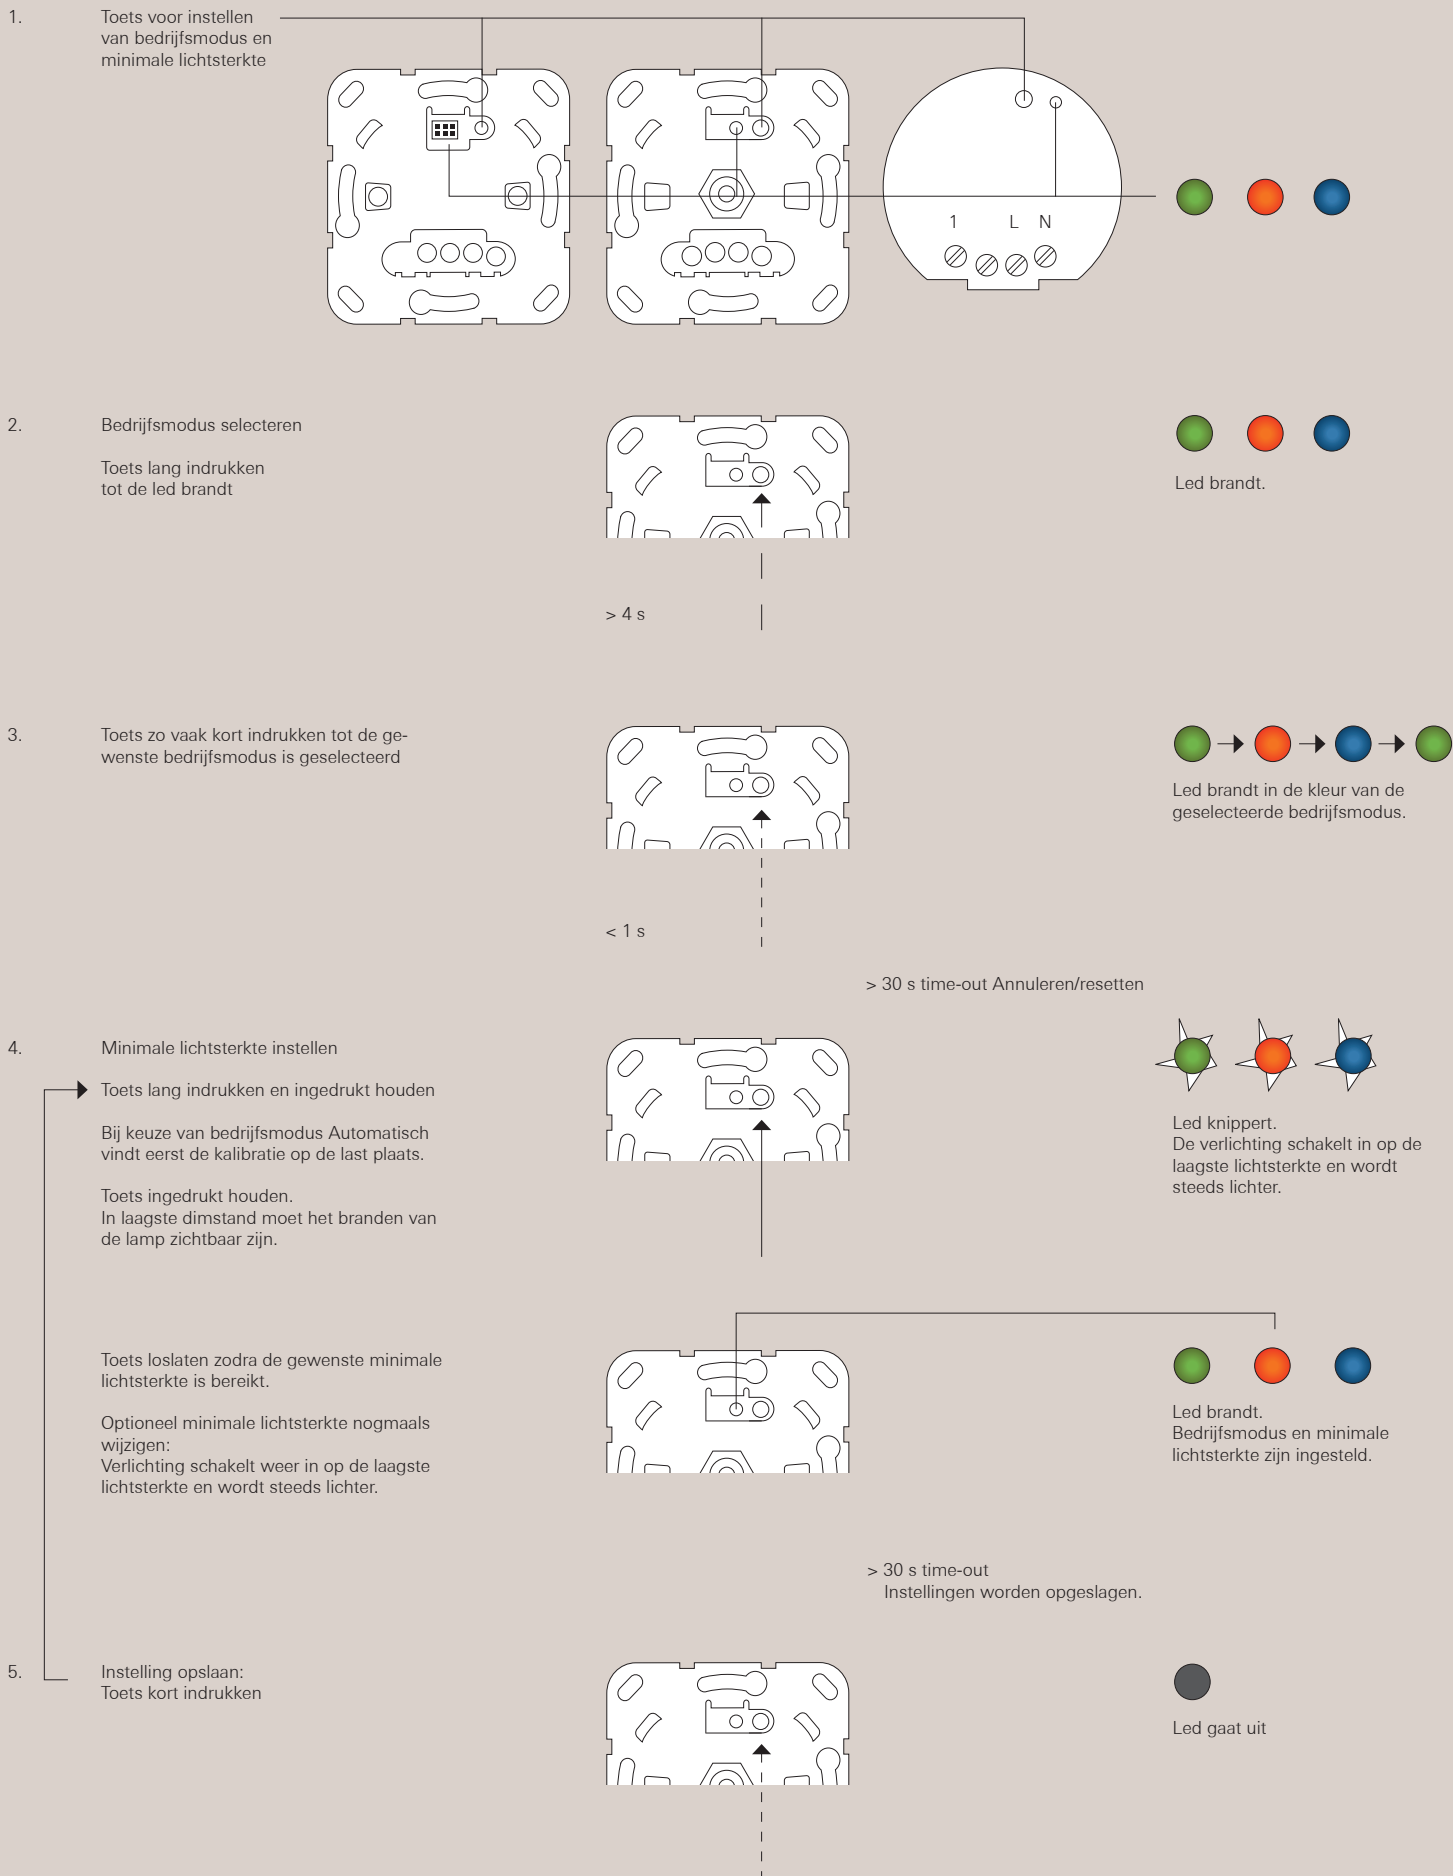 1.
Toets voor instellen
van bedrijfsmodus en
minimale lichtsterkte
1 L N
2.
Bedrijfsmodus selecteren
Toets lang indrukken
tot de led brandt
Led brandt.
> 4 s
3.
Toets zo vaak kort indrukken tot de ge-
wenste bedrijfsmodus is geselecteerd
Led brandt in de kleur van de
geselecteerde bedrijfsmodus.
< 1 s
> 30 s time-out Annuleren/resetten
4.
Minimale lichtsterkte instellen
Toets lang indrukken en ingedrukt houden
Bij keuze van bedrijfsmodus Automatisch
vindt eerst de kalibratie op de last plaats.
Toets ingedrukt houden.
In laagste dimstand moet het branden van
de lamp zichtbaar zijn.
Led knippert.
De verlichting schakelt in op de
laagste lichtsterkte en wordt
steeds lichter.
Toets loslaten zodra de gewenste minimale
lichtsterkte is bereikt.
Optioneel minimale lichtsterkte nogmaals
wijzigen:
Verlichting schakelt weer in op de laagste
lichtsterkte en wordt steeds lichter.
Led brandt.
Bedrijfsmodus en minimale
lichtsterkte zijn ingesteld.
> 30 s time-out
Instellingen worden opgeslagen.
5.
Instelling opslaan:
Toets kort indrukken
Led gaat uit